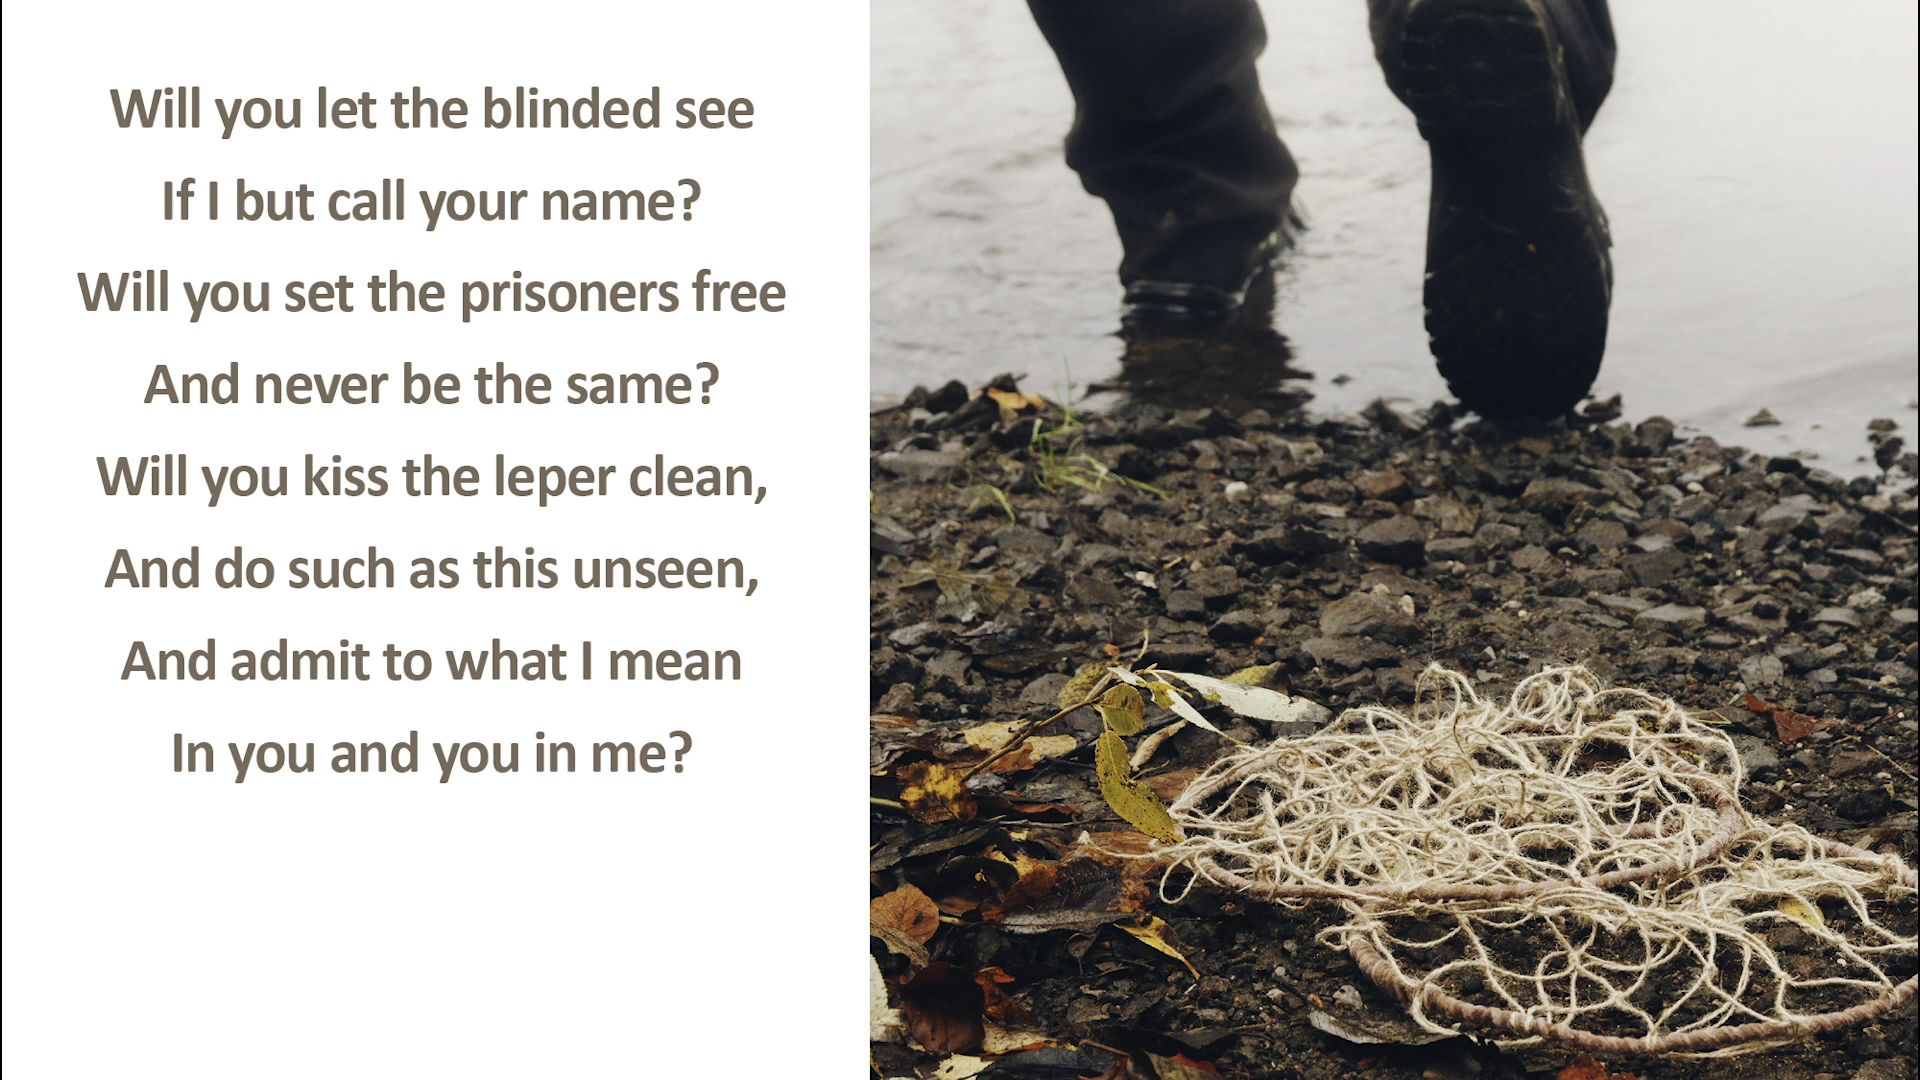 Will you let the blinded see
If I but call your name?
Will you set the prisoners free
And never be the same?
Will you kiss the leper clean,
And do such as this unseen,
And admit to what I mean
In you and you in me?